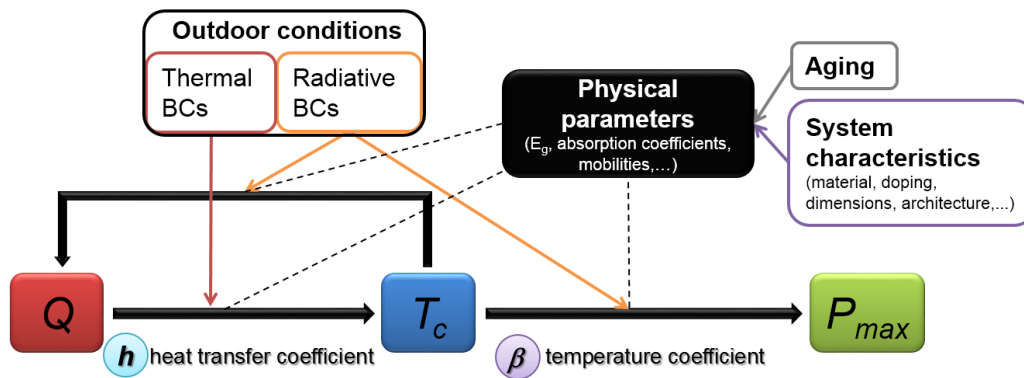 Outdoor conditions
Thermal
BCs
Radiative
BCs
Physical
parameters
(Eg, absorption coefficients,
mobilities,...)
Aging
System
characteristics
(material, doping,
dimensions, architecture,...)
Q
Tc
Pmax
h heat transfer coefficient
β temperature coefficient